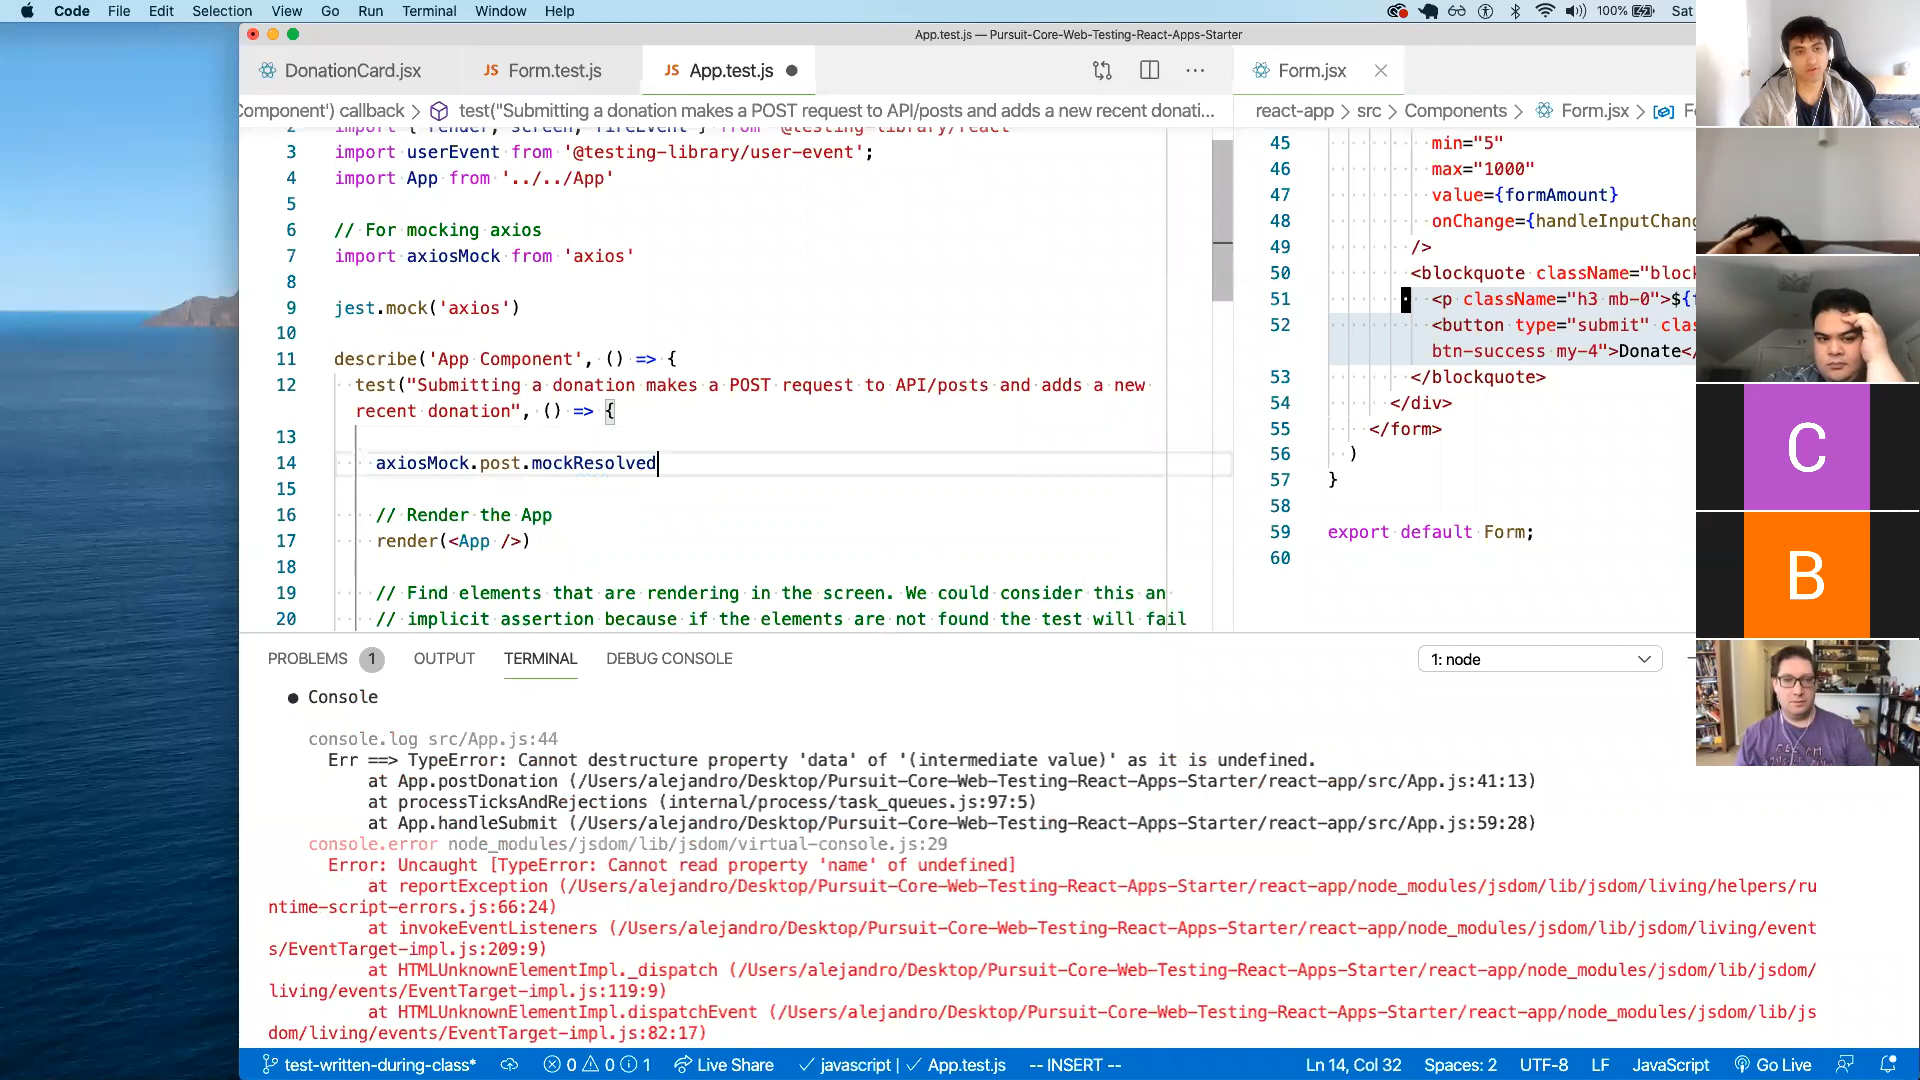 Code File Edit Selection View Go Run Terminal Window Help 100% Sat
App.test.js — Pursuit-Core-Web-Testing-React-Apps-Starter
DonationCard.jsx JS Form.test.js JS App.test.js ● ··· Form.jsx
Component') callback > test("Submitting a donation makes a POST request to API/posts and adds a new recent donati... react-app > src > Components > Form.jsx >
2 import { render, screen, fireEvent } from '@testing-library/react'
3 import userEvent from '@testing-library/user-event';
4 import App from '../../App'
5
6 // For mocking axios
7 import axiosMock from 'axios'
8
9 jest.mock('axios')
10
11 describe('App Component', () => {
12 test("Submitting a donation makes a POST request to API/posts and adds a new
recent donation", () => {
13
14 axiosMock.post.mockResolved
15
16 // Render the App
17 render(<App />)
18
19 // Find elements that are rendering in the screen. We could consider this an
20 // implicit assertion because if the elements are not found the test will fail
45 min="5"
46 max="1000"
47 value={formAmount}
48 onChange={handleInputChang
49 />
50 <blockquote className="bloc
51 <p className="h3 mb-0">${
52 <button type="submit" clas
btn-success my-4">Donate</
53 </blockquote>
54 </div>
55 </form>
56 )
57 }
58
59 export default Form;
60
C
B
PROBLEMS 1 OUTPUT TERMINAL DEBUG CONSOLE 1: node
● Console
console.log src/App.js:44
Err ==> TypeError: Cannot destructure property 'data' of '(intermediate value)' as it is undefined.
at App.postDonation (/Users/alejandro/Desktop/Pursuit-Core-Web-Testing-React-Apps-Starter/react-app/src/App.js:41:13)
at processTicksAndRejections (internal/process/task_queues.js:97:5)
at App.handleSubmit (/Users/alejandro/Desktop/Pursuit-Core-Web-Testing-React-Apps-Starter/react-app/src/App.js:59:28)
console.error node_modules/jsdom/lib/jsdom/virtual-console.js:29
Error: Uncaught [TypeError: Cannot read property 'name' of undefined]
at reportException (/Users/alejandro/Desktop/Pursuit-Core-Web-Testing-React-Apps-Starter/react-app/node_modules/jsdom/lib/jsdom/living/helpers/ru
ntime-script-errors.js:66:24)
at invokeEventListeners (/Users/alejandro/Desktop/Pursuit-Core-Web-Testing-React-Apps-Starter/react-app/node_modules/jsdom/lib/jsdom/living/event
s/EventTarget-impl.js:209:9)
at HTMLUnknownElementImpl._dispatch (/Users/alejandro/Desktop/Pursuit-Core-Web-Testing-React-Apps-Starter/react-app/node_modules/jsdom/lib/jsdom/
living/events/EventTarget-impl.js:119:9)
at HTMLUnknownElementImpl.dispatchEvent (/Users/alejandro/Desktop/Pursuit-Core-Web-Testing-React-Apps-Starter/react-app/node_modules/jsdom/lib/js
dom/living/events/EventTarget-impl.js:82:17)
test-written-during-class* 0 0 1 Live Share javascript | App.test.js -- INSERT -- Ln 14, Col 32 Spaces: 2 UTF-8 LF JavaScript Go Live